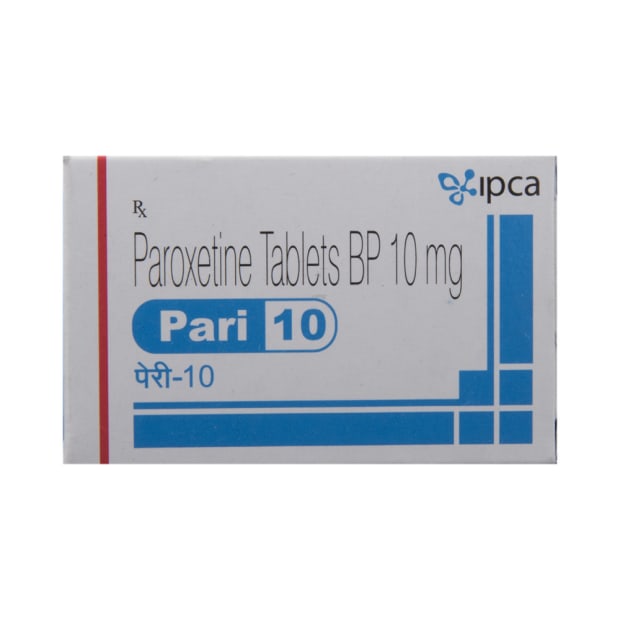 ipca
Rx
Paroxetine Tablets BP 10 mg
Pari 10
पेरी-10